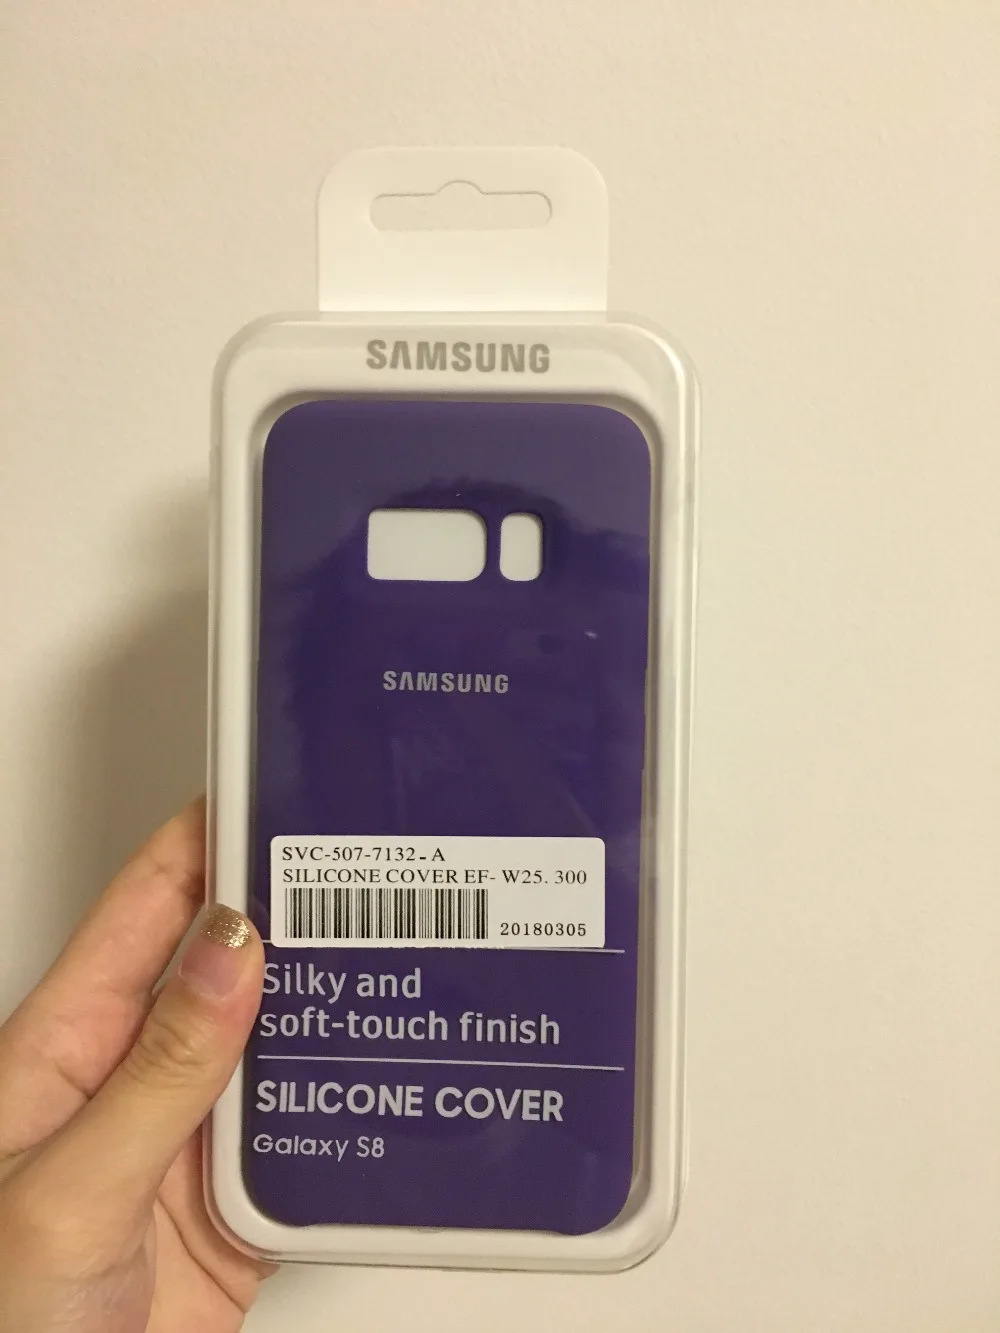 SAMSUNG
SAMSUNG
SVC-507-7132-A
SILICONE COVER EF- W25. 300
20180305
Silky and
soft-touch finish
SILICONE COVER
Galaxy S8